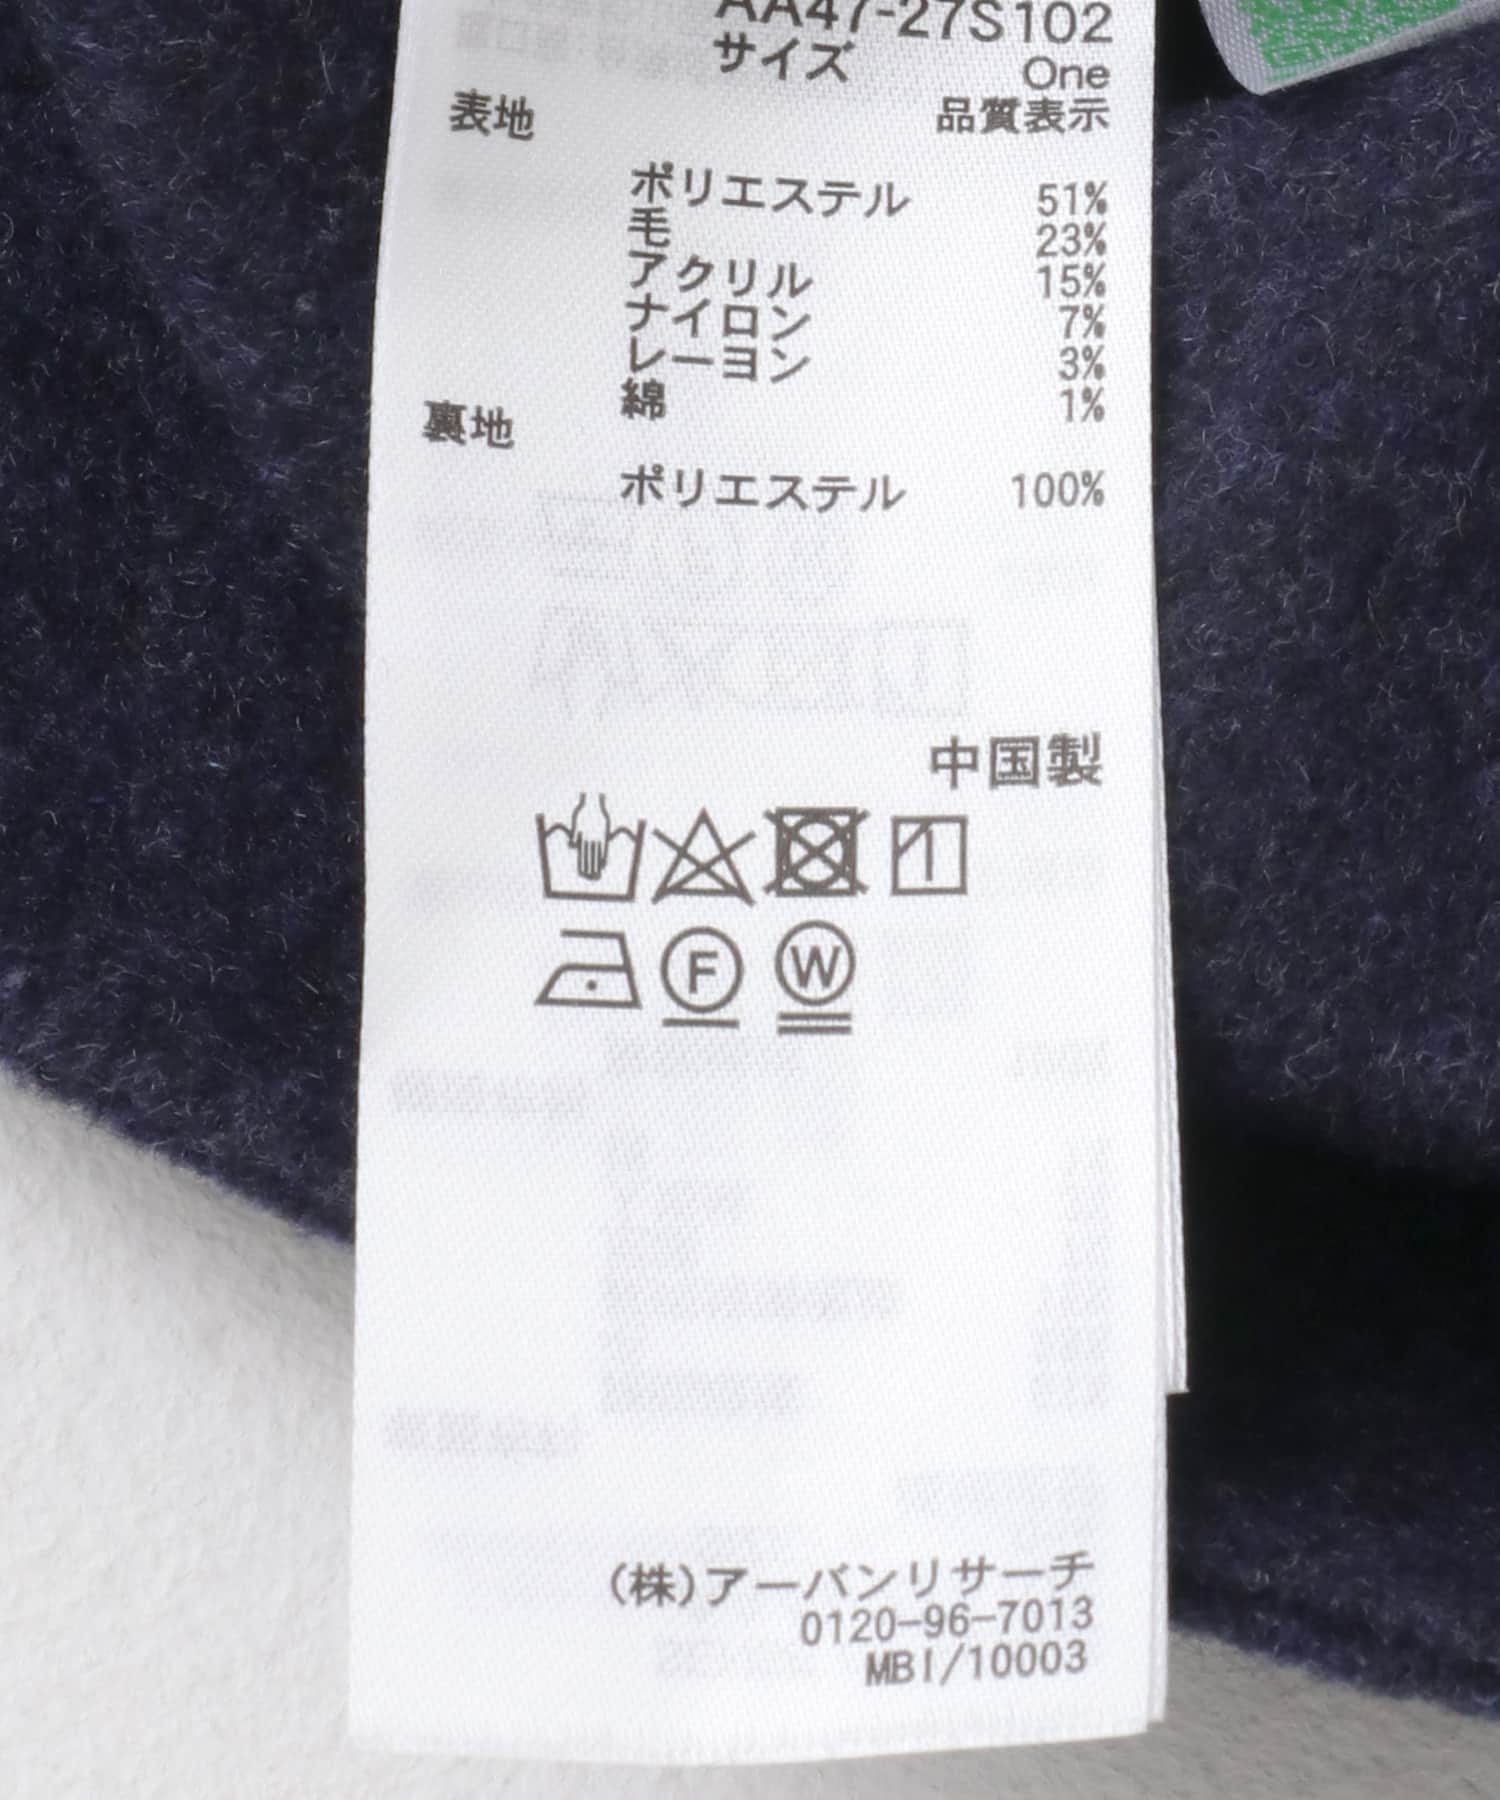 AA47-27S102
サイズ One
表地 品質表示
ポリエステル 51%
毛 23%
アクリル 15%
ナイロン 7%
レーヨン 3%
綿 1%
裏地
ポリエステル 100%
中国製
F W
(株)アーバンリサーチ
0120-96-7013
MBI/10003